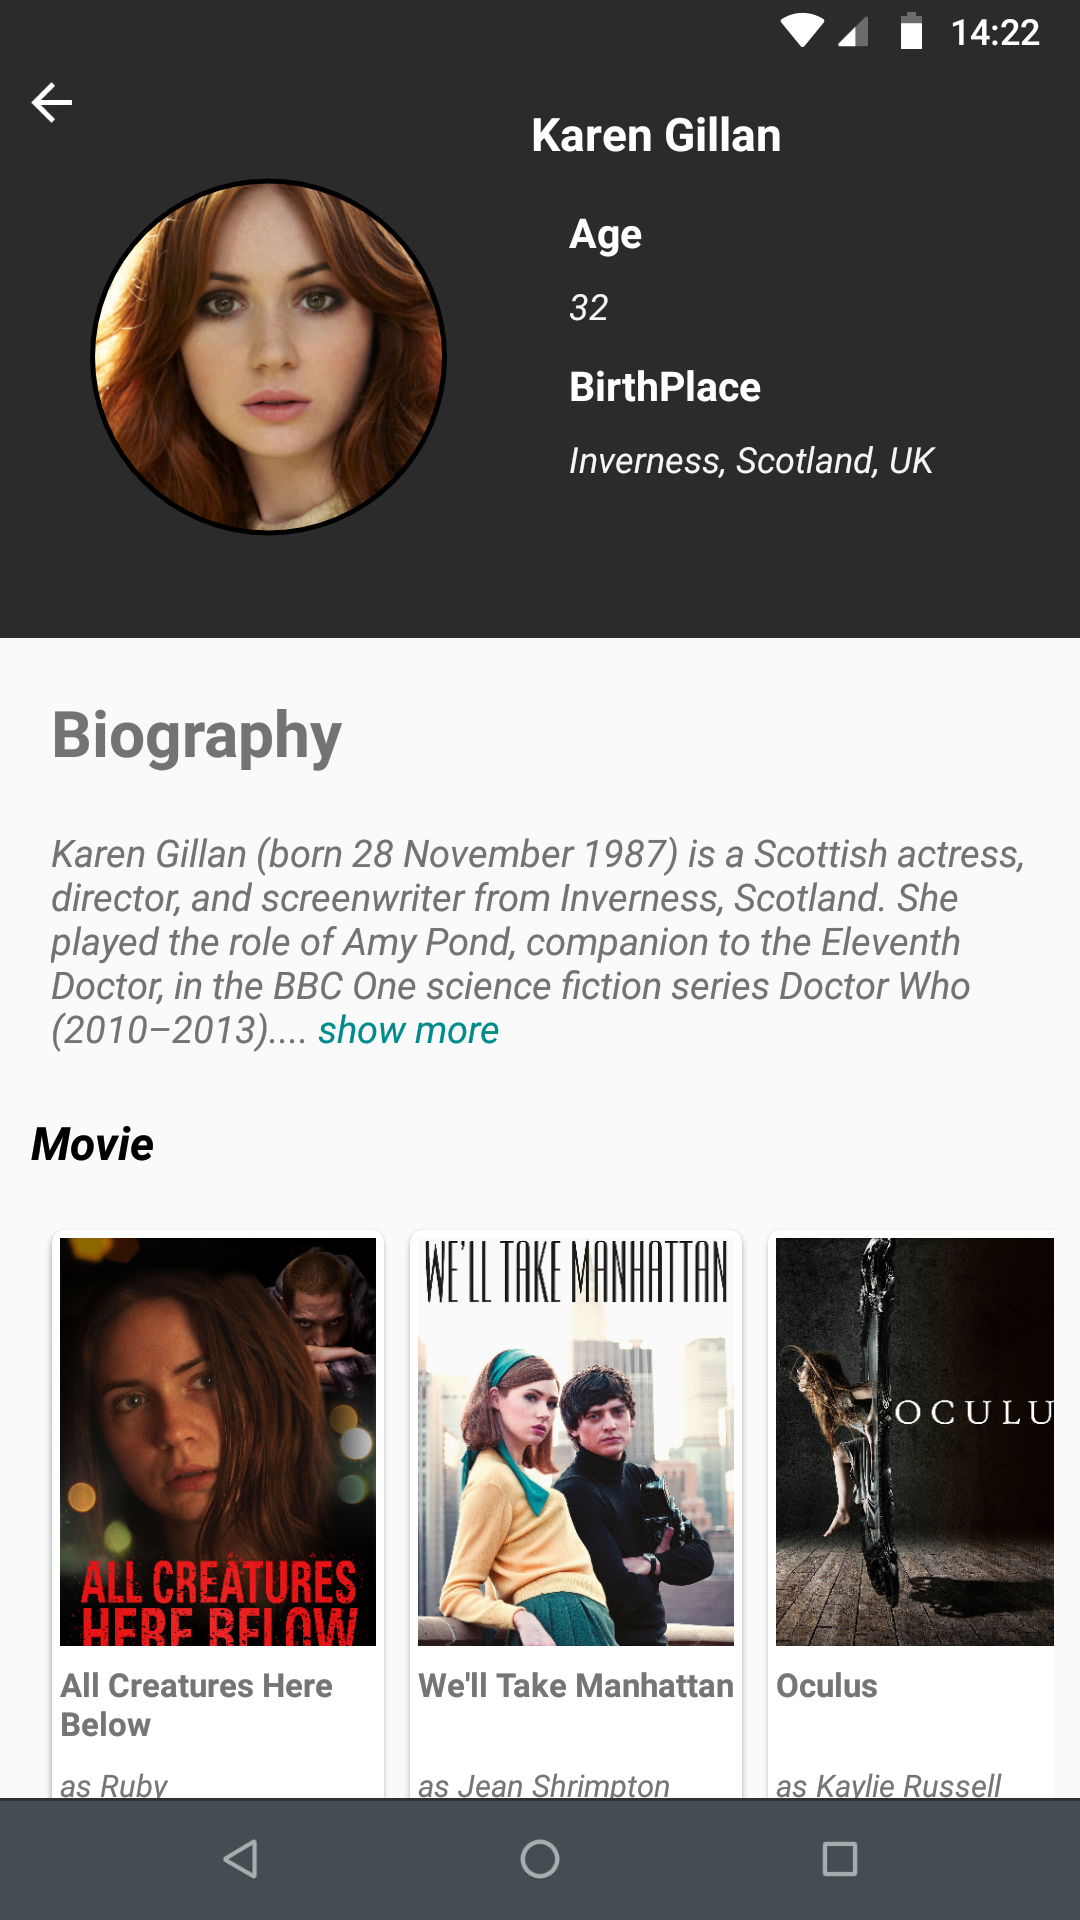 14:22
Karen Gillan
Age
32
BirthPlace
Inverness, Scotland, UK
Biography
Karen Gillan (born 28 November 1987) is a Scottish actress,
director, and screenwriter from Inverness, Scotland. She
played the role of Amy Pond, companion to the Eleventh
Doctor, in the BBC One science fiction series Doctor Who
(2010–2013).... show more
Movie
ALL CREATURES
HERE BELOW
All Creatures Here
Below
as Ruby
WE'LL TAKE MANHATTAN
We'll Take Manhattan
as Jean Shrimpton
OCULU
Oculus
as Kaylie Russell